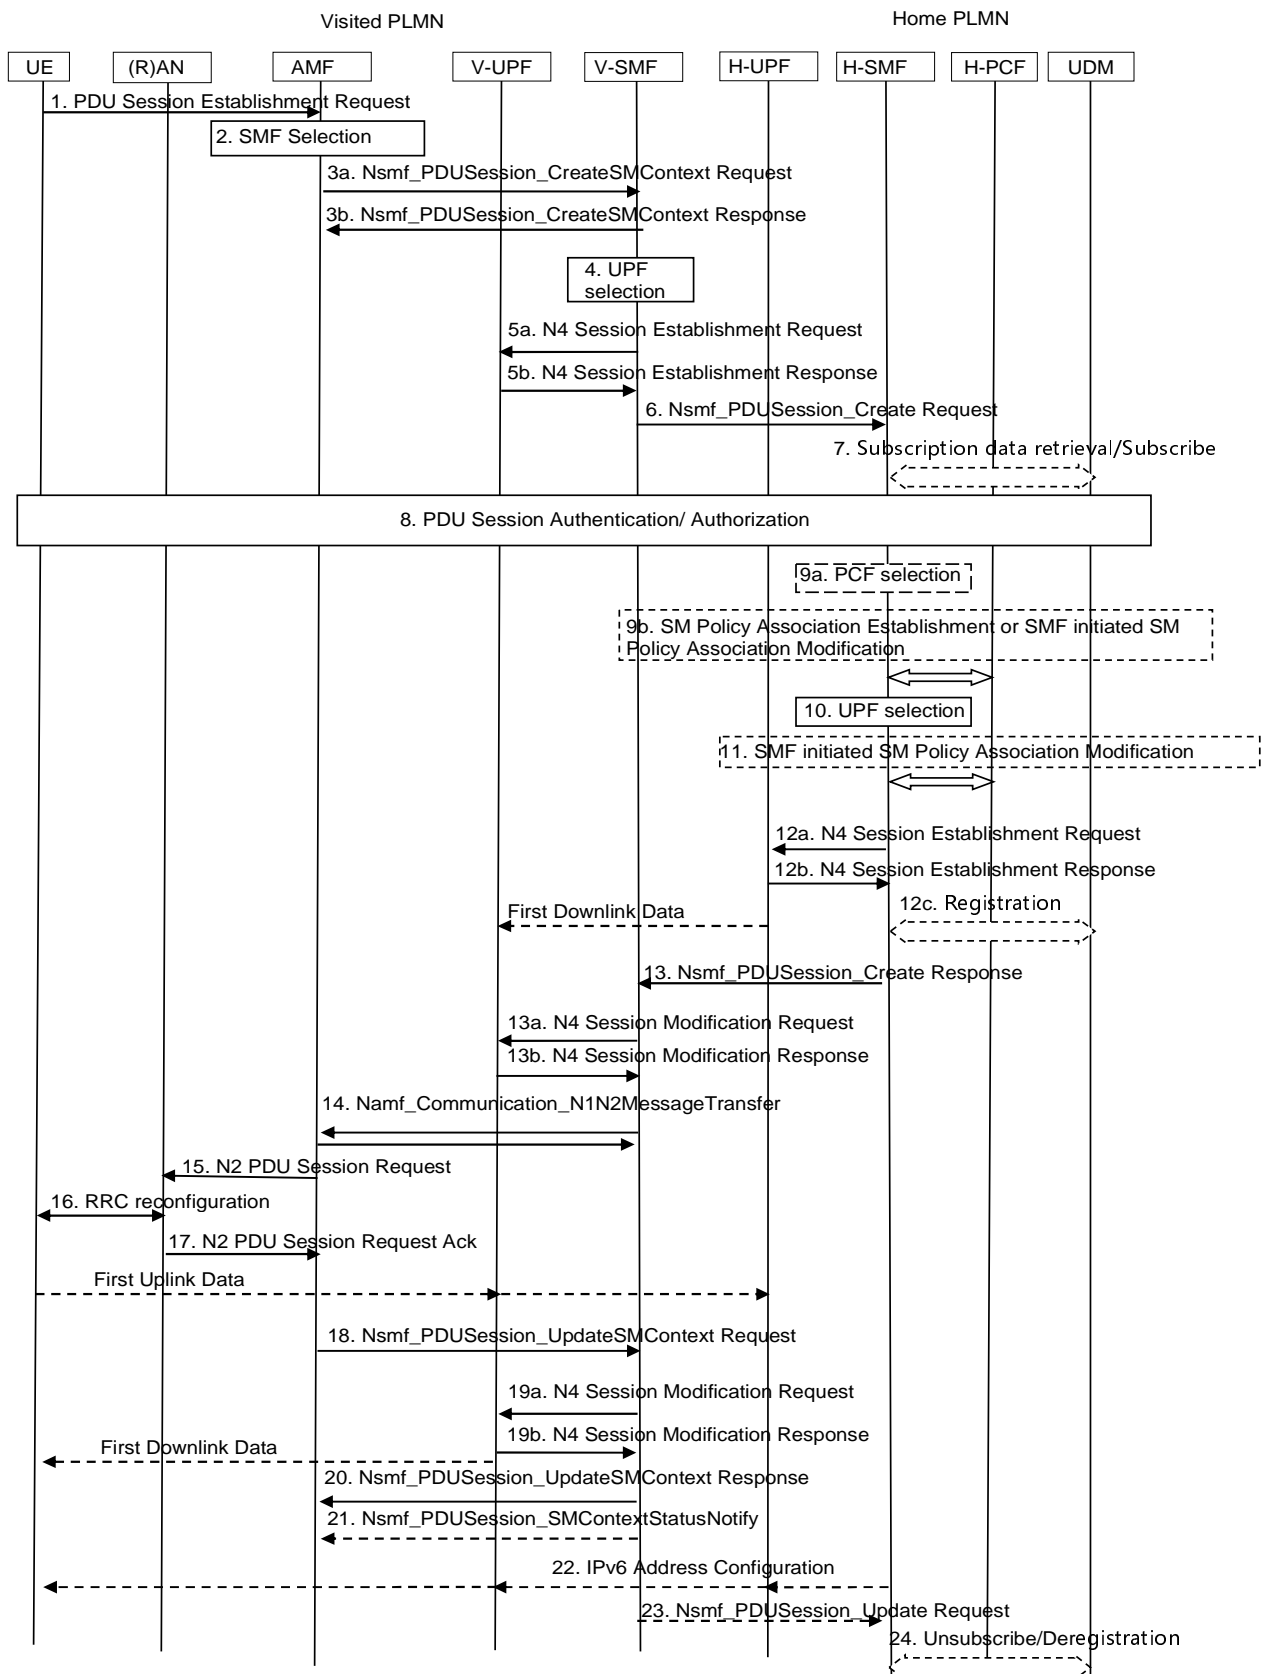 Visited PLMN
Home PLMN
UE
(R)AN
AMF
V-UPF
V-SMF
H-UPF
H-SMF
H-PCF
UDM
1. PDU Session Establishment Request
2. SMF Selection
3a. Nsmf_PDUSession_CreateSMContext Request
3b. Nsmf_PDUSession_CreateSMContext Response
4. UPF
selection
5a. N4 Session Establishment Request
5b. N4 Session Establishment Response
6. Nsmf_PDUSession_Create Request
7. Subscription data retrieval/Subscribe
8. PDU Session Authentication/ Authorization
9a. PCF selection
9b. SM Policy Association Establishment or SMF initiated SM
Policy Association Modification
10. UPF selection
11. SMF initiated SM Policy Association Modification
12a. N4 Session Establishment Request
12b. N4 Session Establishment Response
12c. Registration
First Downlink Data
13. Nsmf_PDUSession_Create Response
13a. N4 Session Modification Request
13b. N4 Session Modification Response
14. Namf_Communication_N1N2MessageTransfer
15. N2 PDU Session Request
16. RRC reconfiguration
17. N2 PDU Session Request Ack
First Uplink Data
18. Nsmf_PDUSession_UpdateSMContext Request
19a. N4 Session Modification Request
19b. N4 Session Modification Response
First Downlink Data
20. Nsmf_PDUSession_UpdateSMContext Response
21. Nsmf_PDUSession_SMContextStatusNotify
22. IPv6 Address Configuration
23. Nsmf_PDUSession_Update Request
24. Unsubscribe/Deregistration